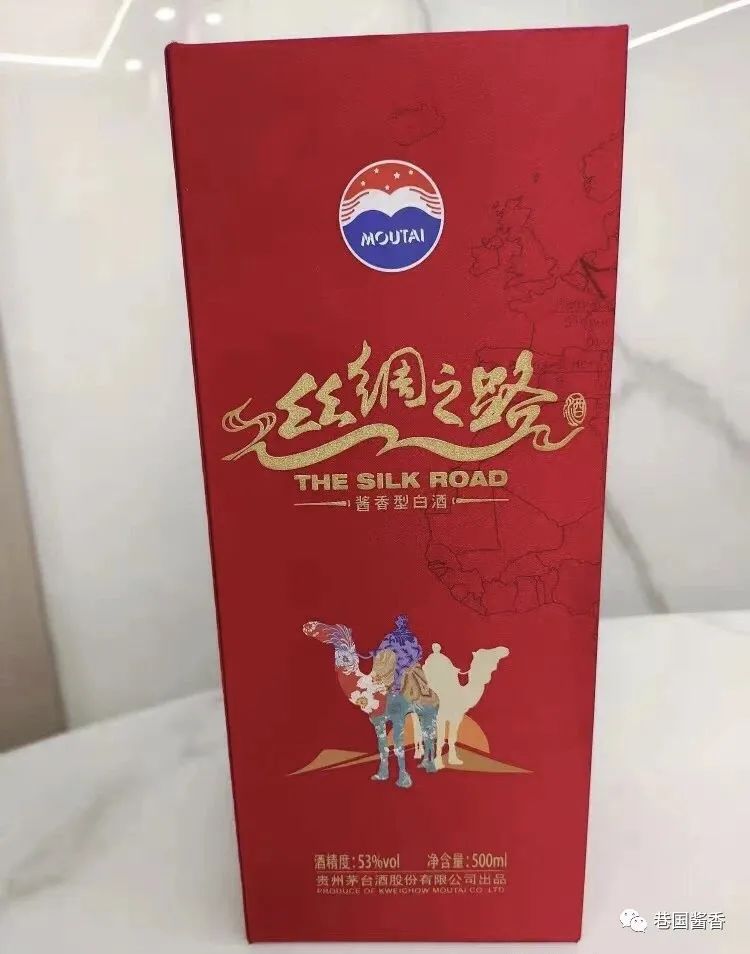 MOUTAI
丝绸之路
酒
THE SILK ROAD
酱香型白酒
酒精度:53%vol 净含量:500ml
贵州茅台酒股份有限公司出品
PRODUCE OF KWEICHOW MOUTAI CO. LTD
巷国酱香